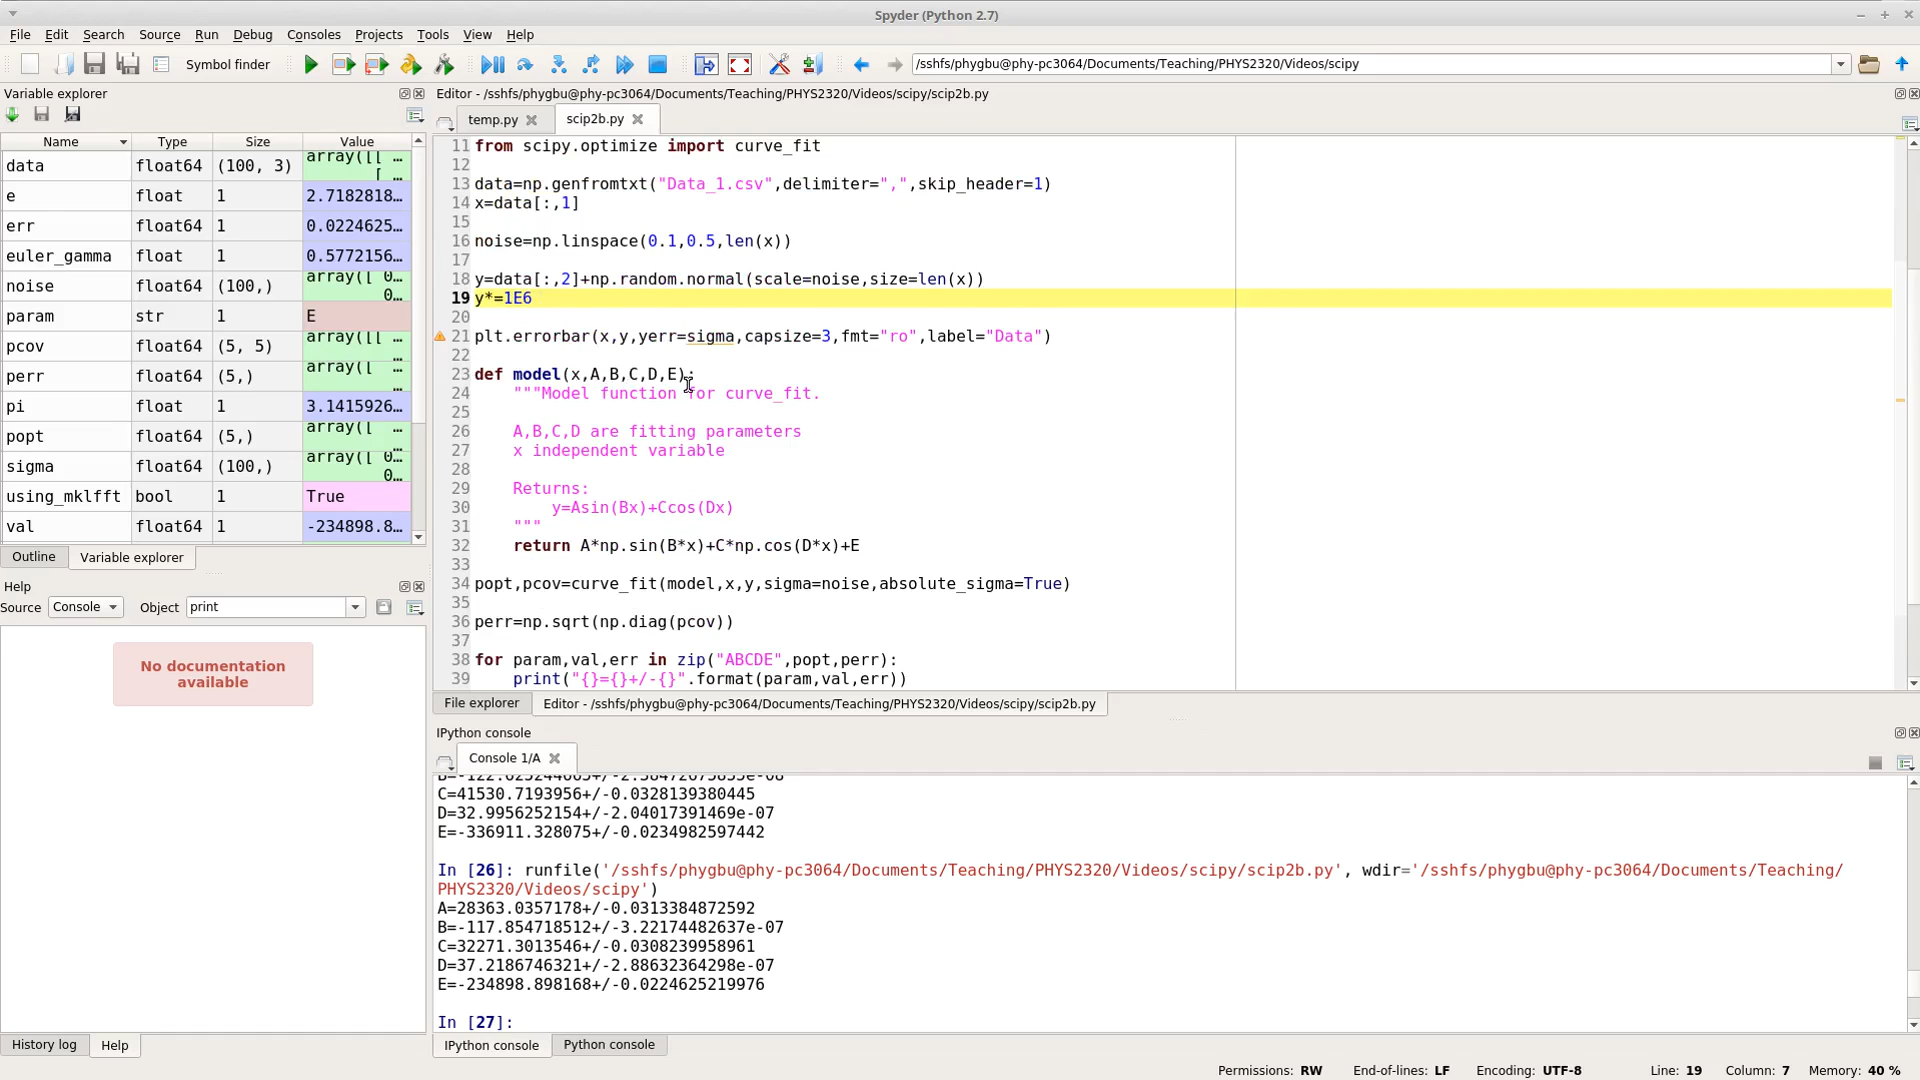 Spyder (Python 2.7)
File Edit Search Source Run Debug Consoles Projects Tools View Help
Symbol finder
/sshfs/phygbu@phy-pc3064/Documents/Teaching/PHYS2320/Videos/scipy
Variable explorer
Name Type Size Value
data float64 (100, 3) array([[ …
[ …
e float 1 2.7182818…
err float64 1 0.0224625…
euler_gamma float 1 0.5772156…
noise float64 (100,) array([ 0…
0…
param str 1 E
pcov float64 (5, 5) array([[ …
…
perr float64 (5,) array([ …
…
pi float 1 3.1415926…
popt float64 (5,) array([ …
…
sigma float64 (100,) array([ 0…
0…
using_mklfft bool 1 True
val float64 1 -234898.8…
Outline Variable explorer
Help
Source Console Object print
No documentation
available
History log Help
Editor - /sshfs/phygbu@phy-pc3064/Documents/Teaching/PHYS2320/Videos/scipy/scip2b.py
temp.py scip2b.py
11 from scipy.optimize import curve_fit
12
13 data=np.genfromtxt("Data_1.csv",delimiter=",",skip_header=1)
14 x=data[:,1]
15
16 noise=np.linspace(0.1,0.5,len(x))
17
18 y=data[:,2]+np.random.normal(scale=noise,size=len(x))
19 y*=1E6
20
21 plt.errorbar(x,y,yerr=sigma,capsize=3,fmt="ro",label="Data")
22
23 def model(x,A,B,C,D,E):
24 """Model function for curve_fit.
25
26 A,B,C,D are fitting parameters
27 x independent variable
28
29 Returns:
30 y=Asin(Bx)+Ccos(Dx)
31 """
32 return A*np.sin(B*x)+C*np.cos(D*x)+E
33
34 popt,pcov=curve_fit(model,x,y,sigma=noise,absolute_sigma=True)
35
36 perr=np.sqrt(np.diag(pcov))
37
38 for param,val,err in zip("ABCDE",popt,perr):
39 print("{}={}+/-{}".format(param,val,err))
File explorer Editor - /sshfs/phygbu@phy-pc3064/Documents/Teaching/PHYS2320/Videos/scipy/scip2b.py
IPython console
Console 1/A
C=41530.7193956+/-0.0328139380445
D=32.9956252154+/-2.04017391469e-07
E=-336911.328075+/-0.0234982597442
In [26]: runfile('/sshfs/phygbu@phy-pc3064/Documents/Teaching/PHYS2320/Videos/scipy/scip2b.py', wdir='/sshfs/phygbu@phy-pc3064/Documents/Teaching/
PHYS2320/Videos/scipy')
A=28363.0357178+/-0.0313384872592
B=-117.854718512+/-3.22174482637e-07
C=32271.3013546+/-0.0308239958961
D=37.2186746321+/-2.88632364298e-07
E=-234898.898168+/-0.0224625219976
In [27]:
IPython console Python console
Permissions: RW End-of-lines: LF Encoding: UTF-8 Line: 19 Column: 7 Memory: 40 %